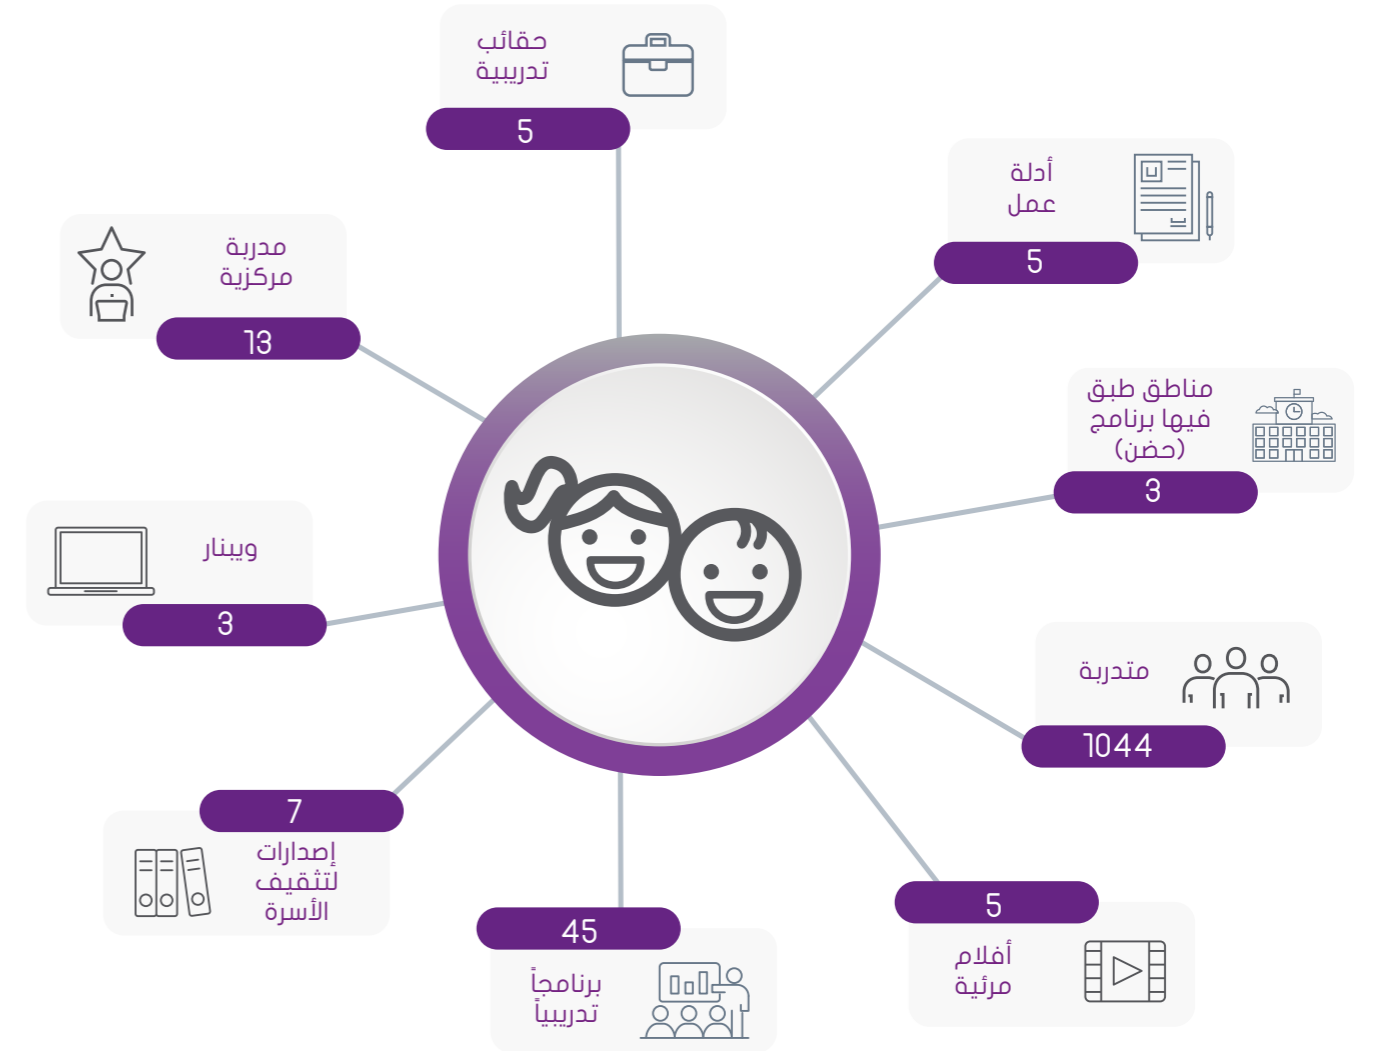 حقائب
تدريبية
5
أدلة
عمل
5
مناطق طبق
فيها برنامج
(حضن)
3
متدربة
1044
5
أفلام
مرئية
45
برنامجاً
تدريبياً
7
إصدارات
لتثقيف
الأسرة
ويبنار
3
مدربة
مركزية
13